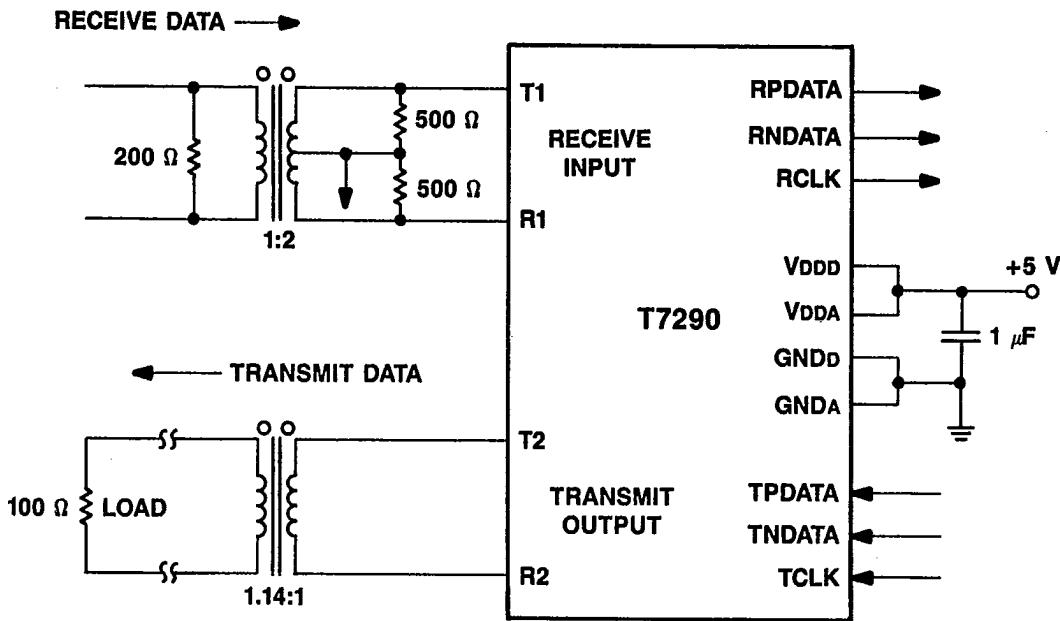 RECEIVE DATA
T1
500 Ω
200 Ω
500 Ω
R1
1:2
RECEIVE
INPUT
RPDATA
RNDATA
RCLK
VDDD
VDDA
+5 V
1 μF
T7290
GNDD
GNDA
TRANSMIT DATA
T2
100 Ω LOAD
R2
1.14:1
TRANSMIT
OUTPUT
TPDATA
TNDATA
TCLK